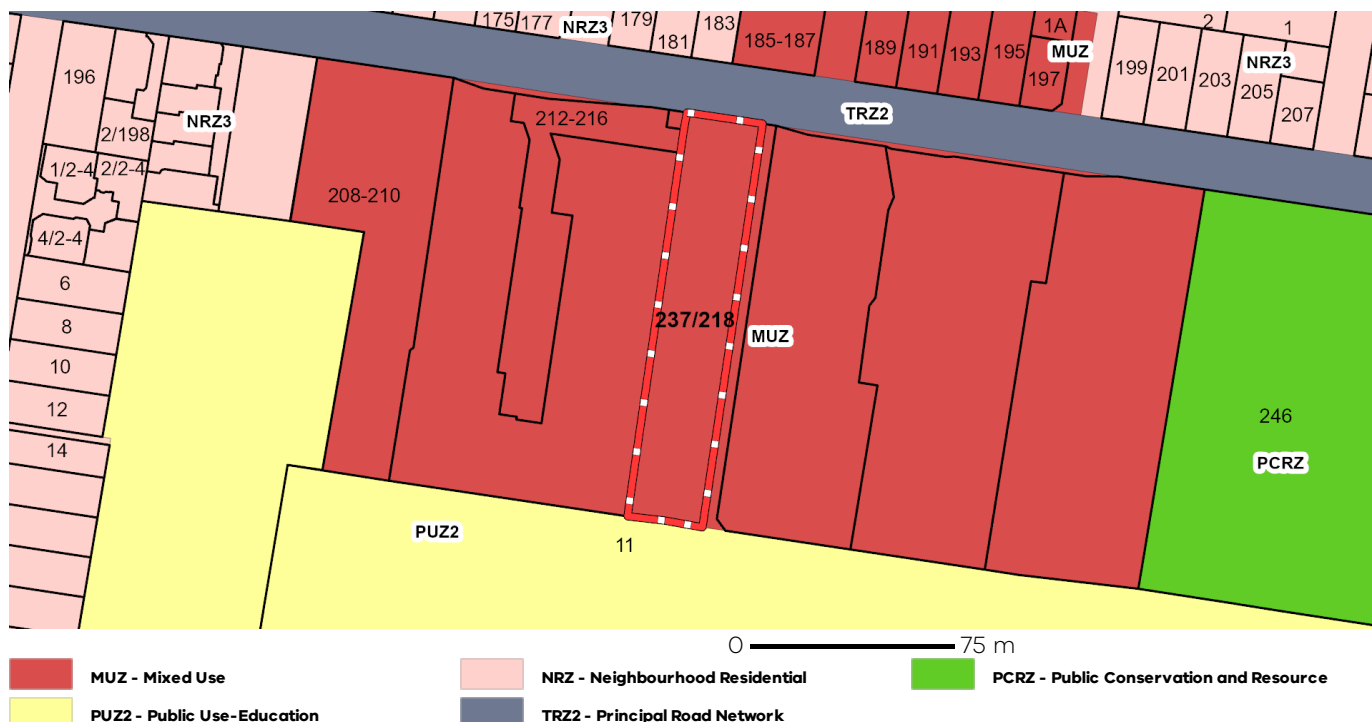 175 177 NRZ3 179 181 183 185-187 189 191 193 195 1A MUZ 197 2 1
199 201 NRZ3 203 205 207
196
NRZ3
2/198
TRZ2
212-216
1/2-4 2/2-4
208-210
4/2-4
6
8
10
12
14
237/218
MUZ
246
PCRZ
PUZ2
11
0 75 m
MUZ - Mixed Use
NRZ - Neighbourhood Residential
PCRZ - Public Conservation and Resource
PUZ2 - Public Use-Education
TRZ2 - Principal Road Network